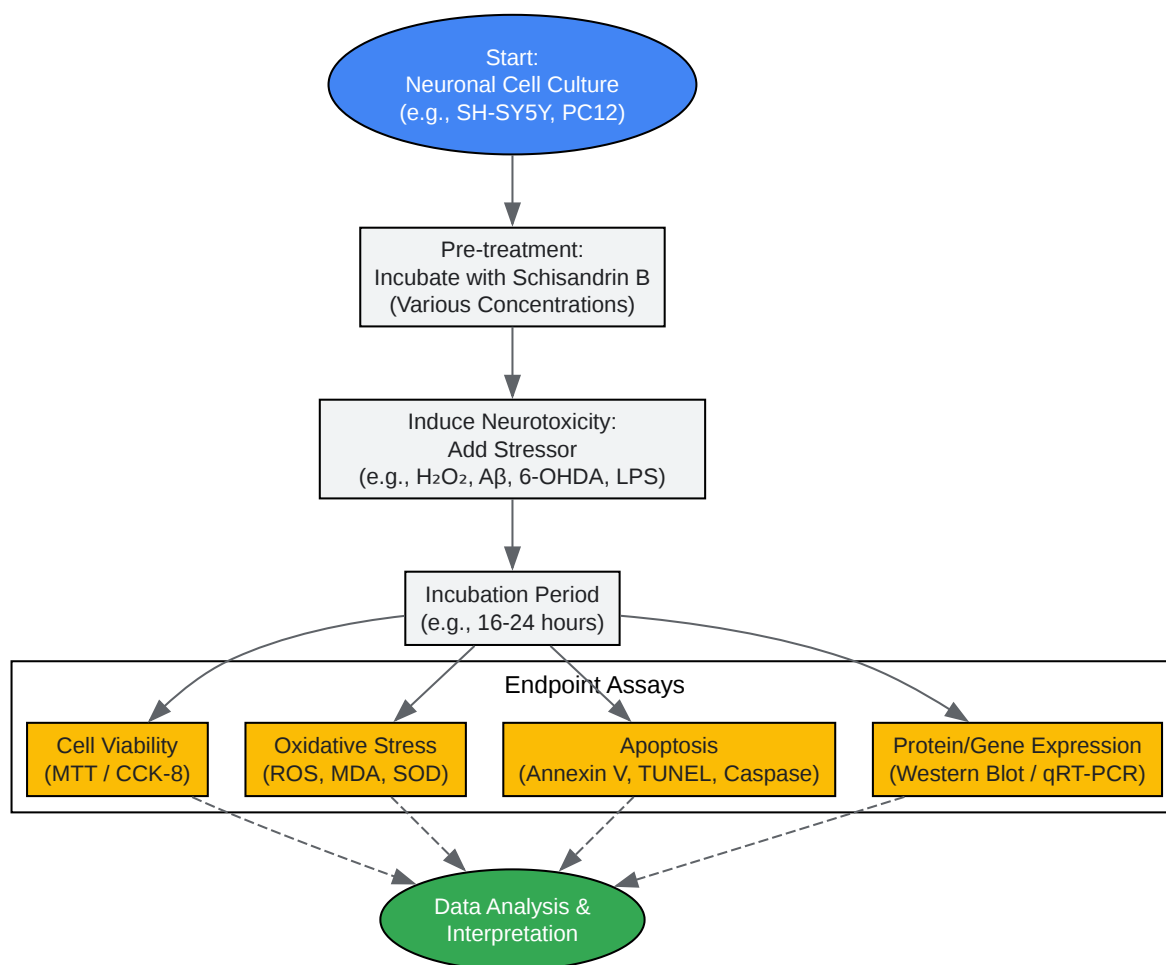 Start:
Neuronal Cell Culture
(e.g., SH-SY5Y, PC12)
Pre-treatment:
Incubate with Schisandrin B
(Various Concentrations)
Induce Neurotoxicity:
Add Stressor
(e.g., H₂O₂, Aβ, 6-OHDA, LPS)
Incubation Period
(e.g., 16-24 hours)
Endpoint Assays
Cell Viability
(MTT / CCK-8)
Oxidative Stress
(ROS, MDA, SOD)
Apoptosis
(Annexin V, TUNEL, Caspase)
Protein/Gene Expression
(Western Blot / qRT-PCR)
Data Analysis &
Interpretation